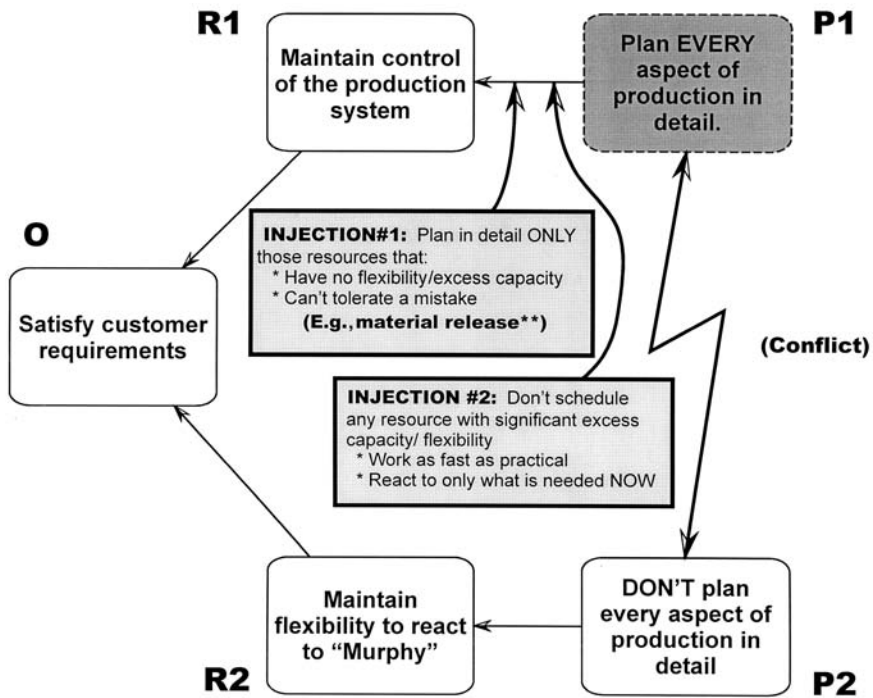 R1
Maintain control
of the production
system
P1
Plan EVERY
aspect of
production in
detail.
O
Satisfy customer
requirements
INJECTION#1: Plan in detail ONLY
those resources that:
* Have no flexibility/excess capacity
* Can't tolerate a mistake
(E.g.,material release**)
(Conflict)
INJECTION #2: Don't schedule
any resource with significant excess
capacity/ flexibility
* Work as fast as practical
* React to only what is needed NOW
Maintain
flexibility to react
to “Murphy”
R2
DON'T plan
every aspect of
production in
detail
P2